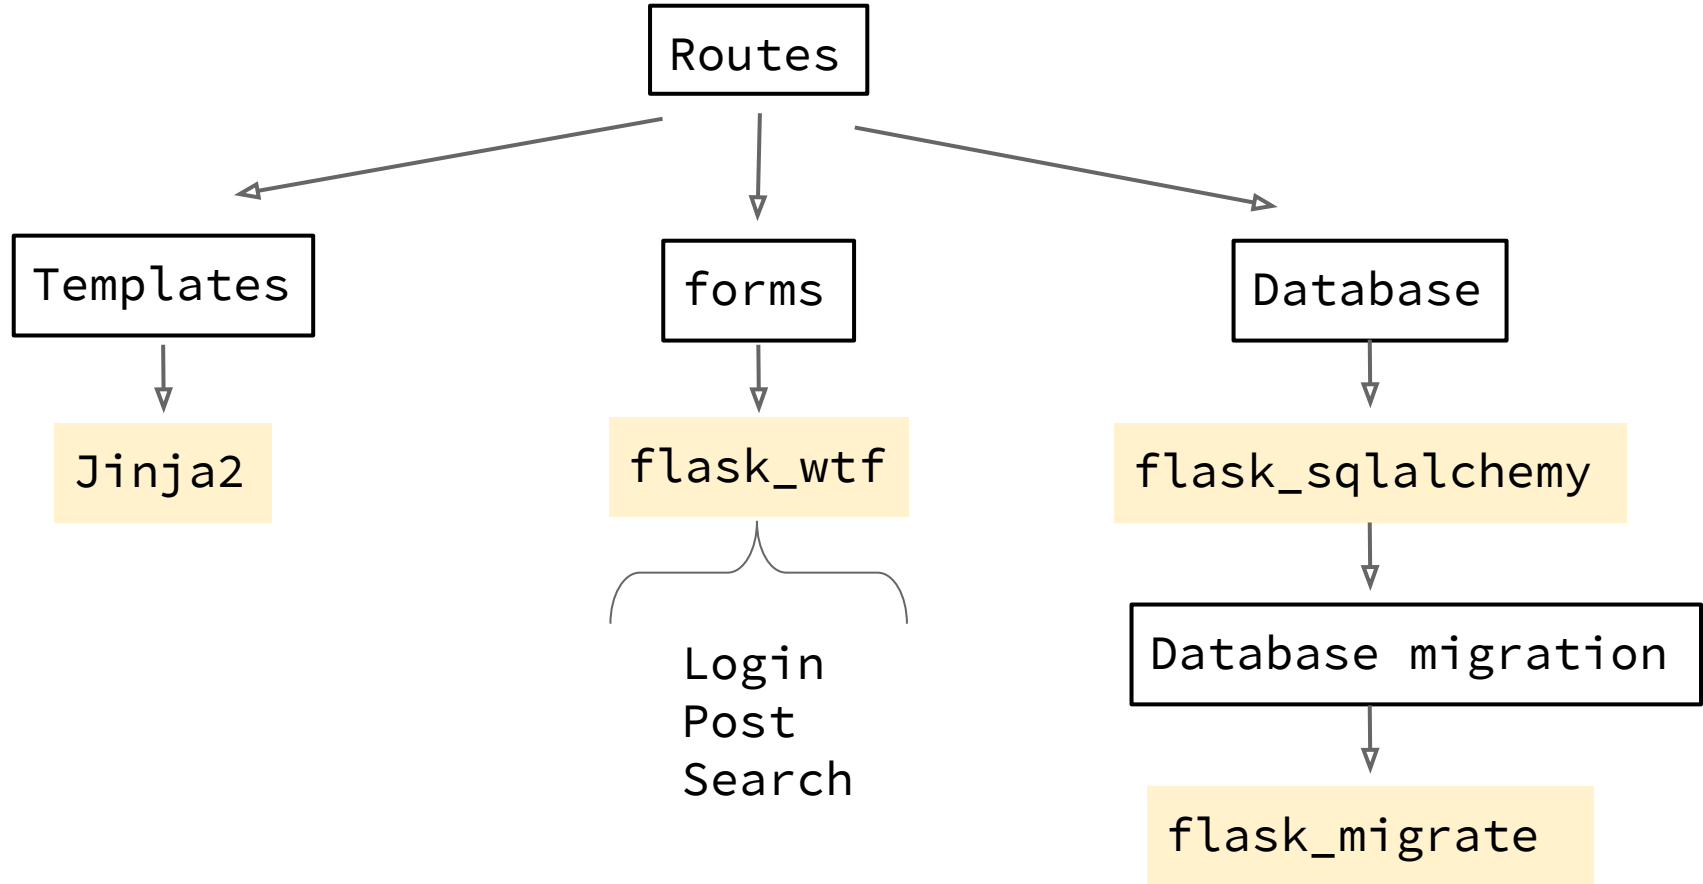 Routes
Templates
forms
Database
Jinja2
flask_wtf
flask_sqlalchemy
Login
Post
Search
Database migration
flask_migrate